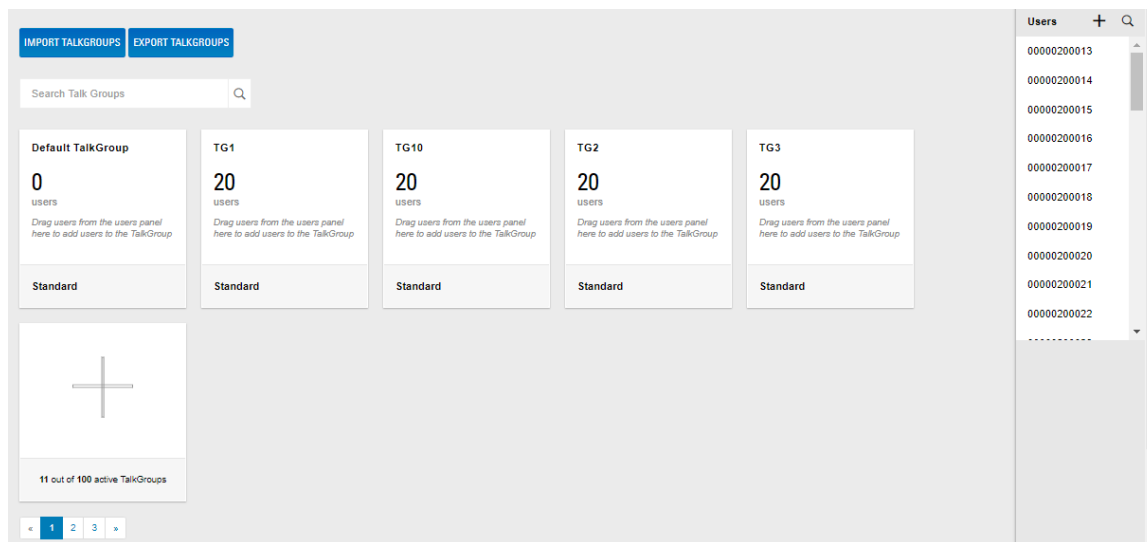 IMPORT TALKGROUPS
EXPORT TALKGROUPS
Search Talk Groups
Default TalkGroup
0
users
Drag users from the users panel
here to add users to the TalkGroup
Standard
TG1
20
users
Drag users from the users panel
here to add users to the TalkGroup
Standard
TG10
20
users
Drag users from the users panel
here to add users to the TalkGroup
Standard
TG2
20
users
Drag users from the users panel
here to add users to the TalkGroup
Standard
TG3
20
users
Drag users from the users panel
here to add users to the TalkGroup
Standard
11 out of 100 active TalkGroups
« 1 2 3 »
Users
00000200013
00000200014
00000200015
00000200016
00000200017
00000200018
00000200019
00000200020
00000200021
00000200022